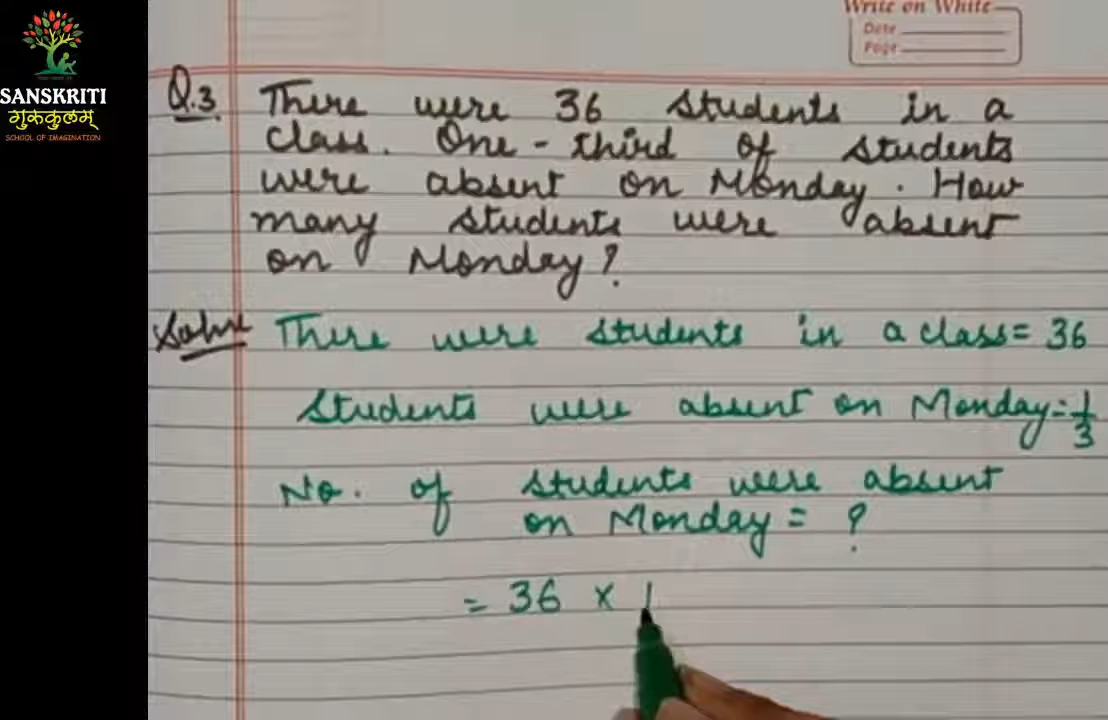 Write on White
Date
Page
SANSKRITI
गुरुकुलम्
SCHOOL OF IMAGINATION
Q.3 There were 36 students in a
class. One-third of students
were absent on Monday. How
many students were absent
on Monday?
Solun There were students in a class= 36
Students were absent on Monday=1/3
No. of students were absent
on Monday= ?
= 36 × 1